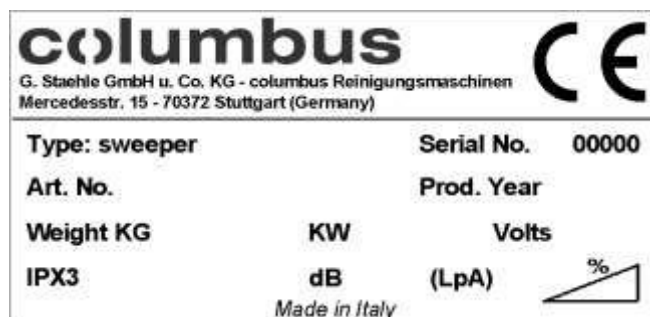 columbus CE
G. Staehle GmbH u. Co. KG - columbus Reinigungsmaschinen
Mercedesstr. 15 - 70372 Stuttgart (Germany)
Type: sweeper Serial No. 00000
Art. No. Prod. Year
Weight KG KW Volts
IPX3 dB (LpA) %
Made in Italy